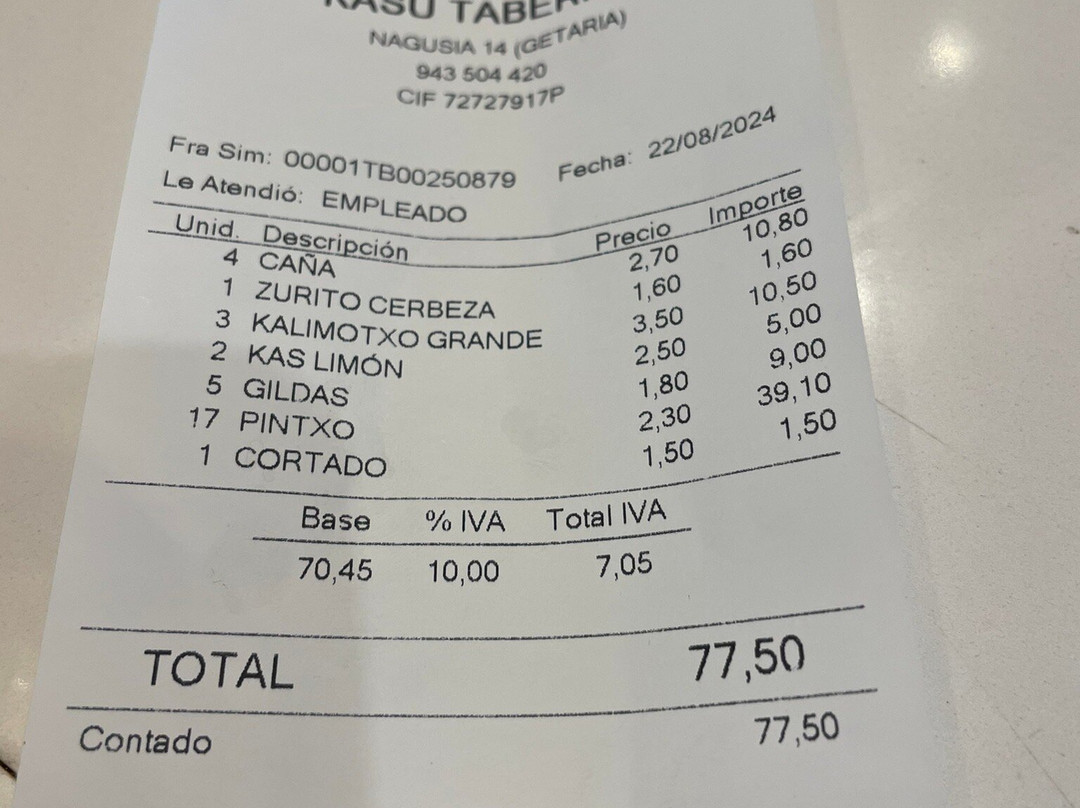 NAGUSIA 14 (GETARIA)
943 504 420
CIF 72727917P
Fra Sim: 00001TB00250879 Fecha: 22/08/2024
Le Atendió: EMPLEADO
Unid. Descripción Precio Importe
4 CAÑA 2,70 10,80
1 ZURITO CERBEZA 1,60 1,60
3 KALIMOTXO GRANDE 3,50 10,50
2 KAS LIMÓN 2,50 5,00
5 GILDAS 1,80 9,00
17 PINTXO 2,30 39,10
1 CORTADO 1,50 1,50
Base % IVA Total IVA
70,45 10,00 7,05
TOTAL 77,50
Contado 77,50